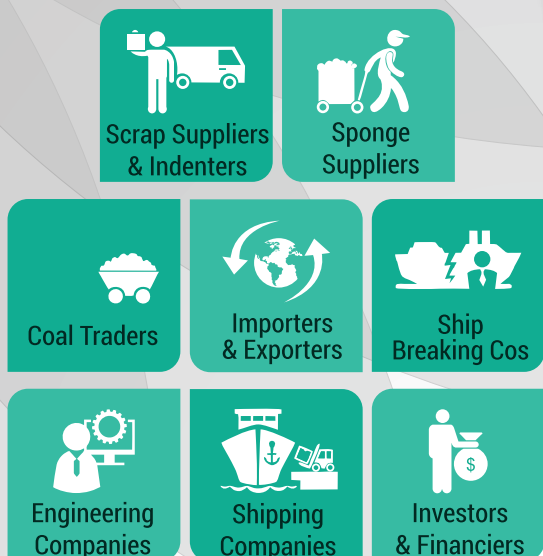 Scrap Suppliers
& Indenters
Sponge
Suppliers
Coal Traders
Importers
& Exporters
Ship
Breaking Cos
Engineering
Companies
Shipping
Companies
$
Investors
& Financiers